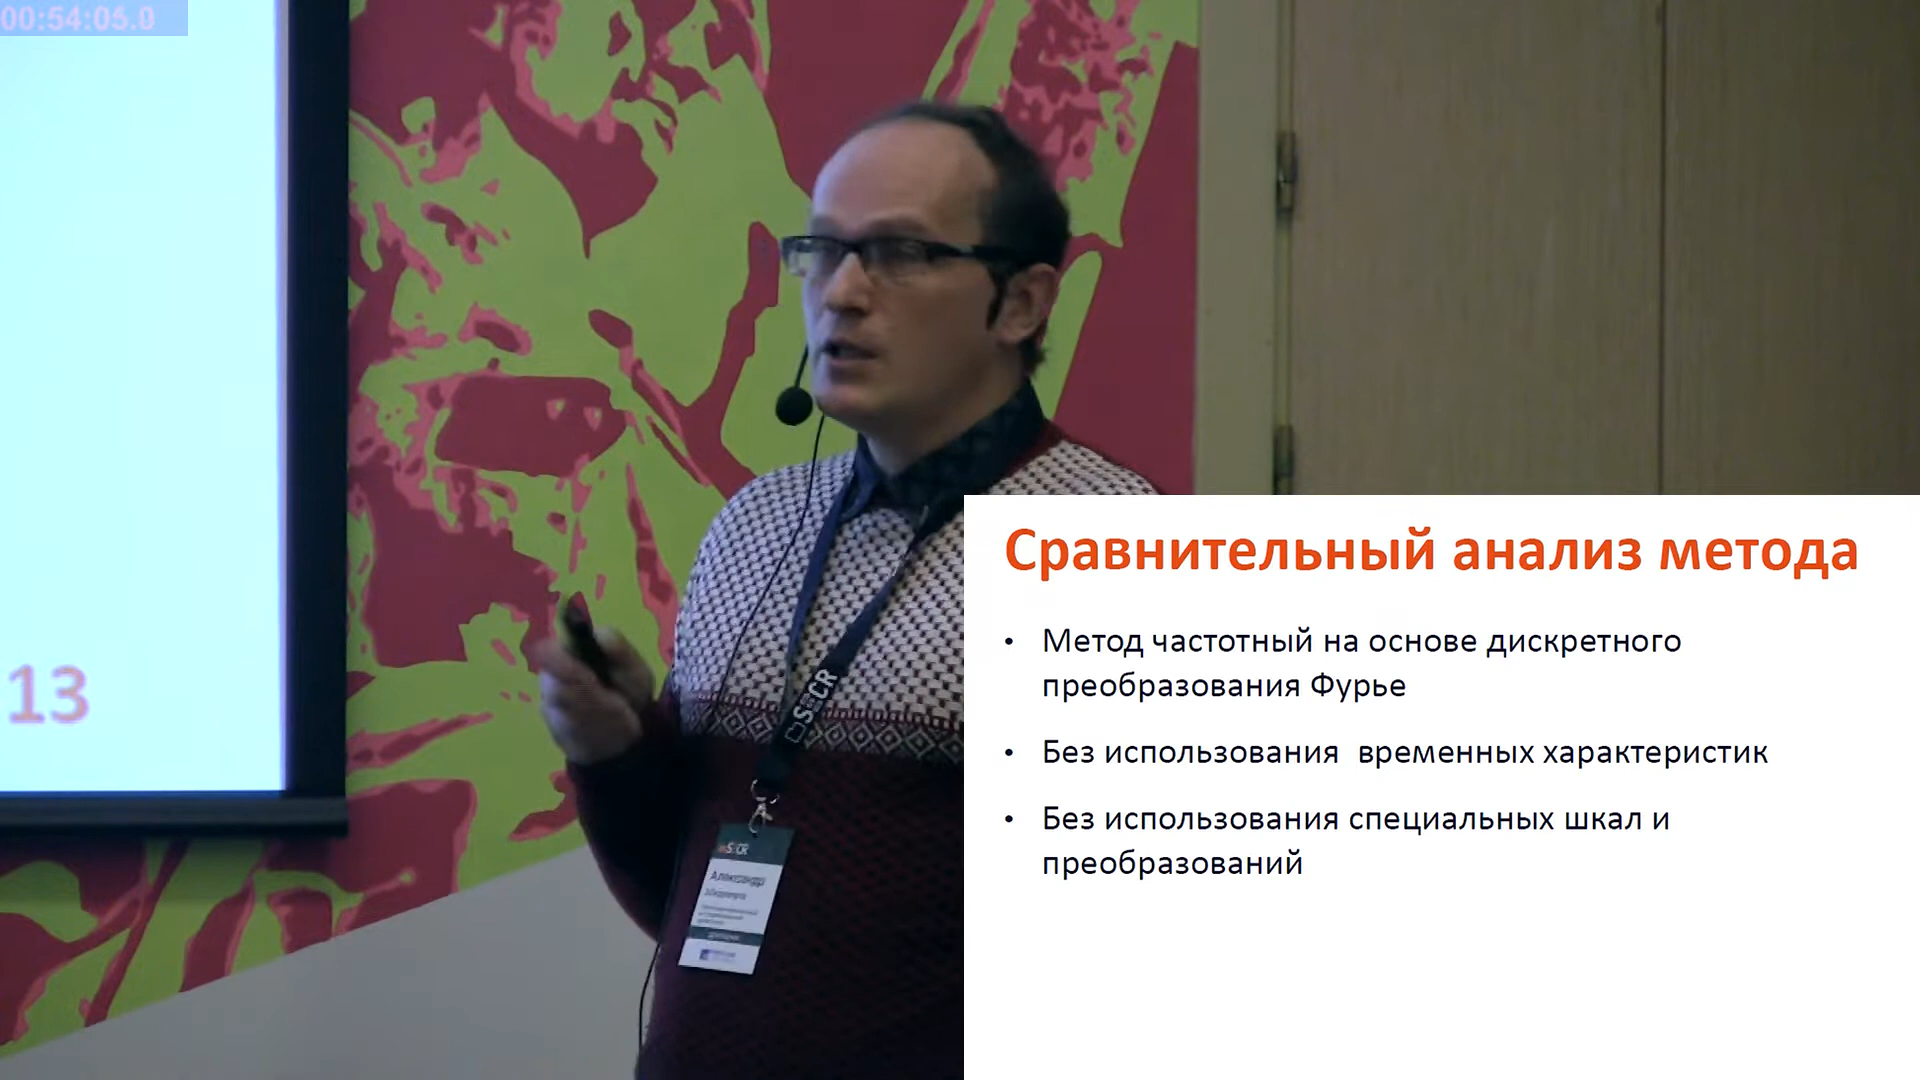 00:54:05.0
13
SECR
SECR
Александр
Сравнительный анализ метода
• Метод частотный на основе дискретного
преобразования Фурье
• Без использования временных характеристик
• Без использования специальных шкал и
преобразований